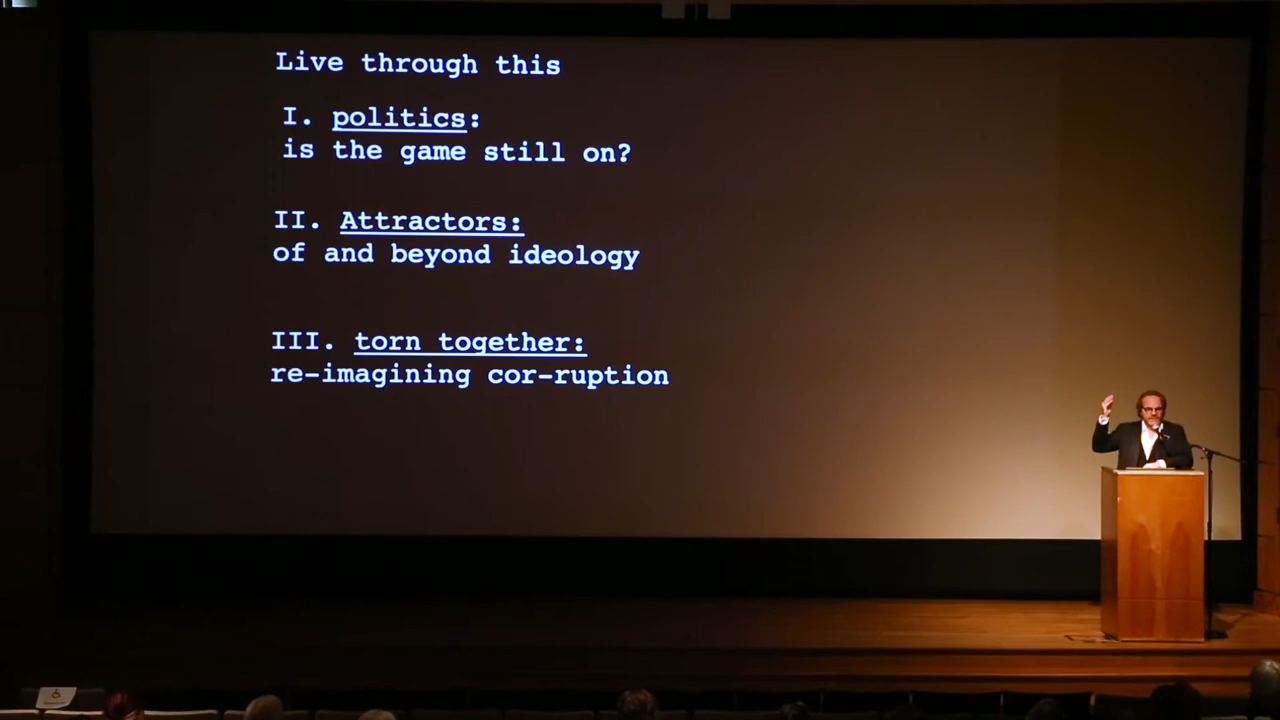 Live through this
I. politics:
is the game still on?
II. Attractors:
of and beyond ideology
III. torn together:
re-imagining cor-ruption